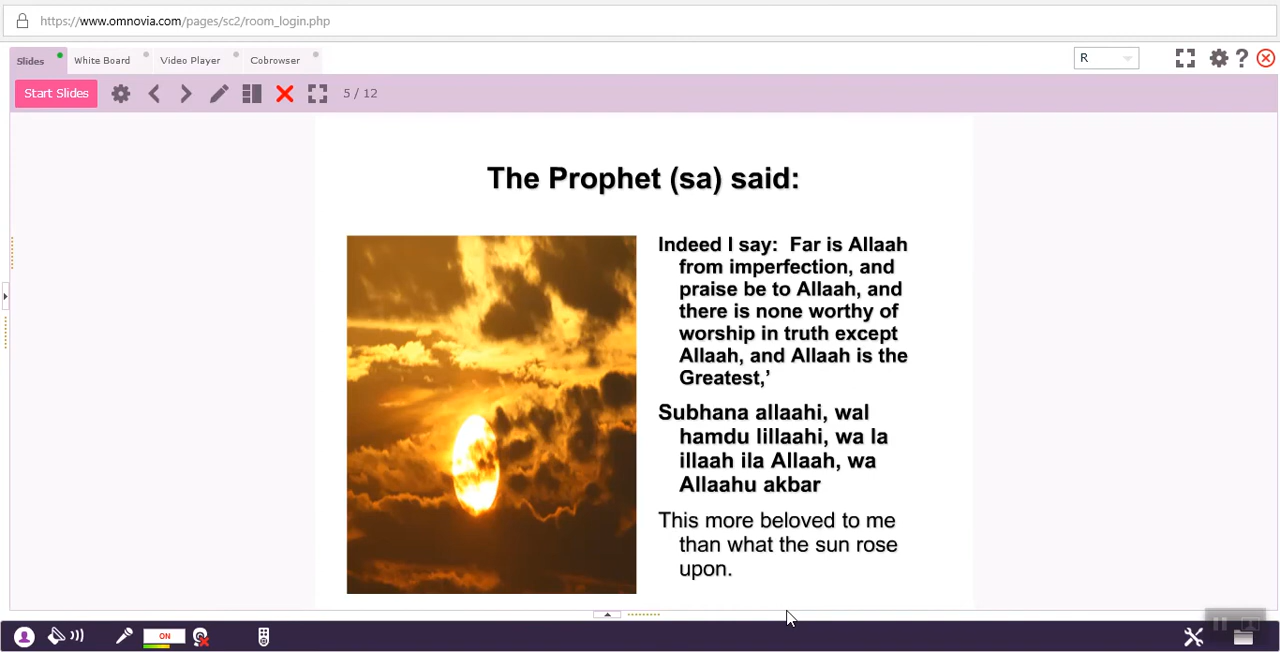 https://www.omnovia.com/pages/sc2/room_login.php
Slides
White Board
Video Player
Cobrowser
R
?
Start Slides
5 / 12
The Prophet (sa) said:
Indeed I say:  Far is Allaah
from imperfection, and
praise be to Allaah, and
there is none worthy of
worship in truth except
Allaah, and Allaah is the
Greatest,’
Subhana allaahi, wal
hamdu lillaahi, wa la
illaah ila Allaah, wa
Allaahu akbar
This more beloved to me
than what the sun rose
upon.
ON